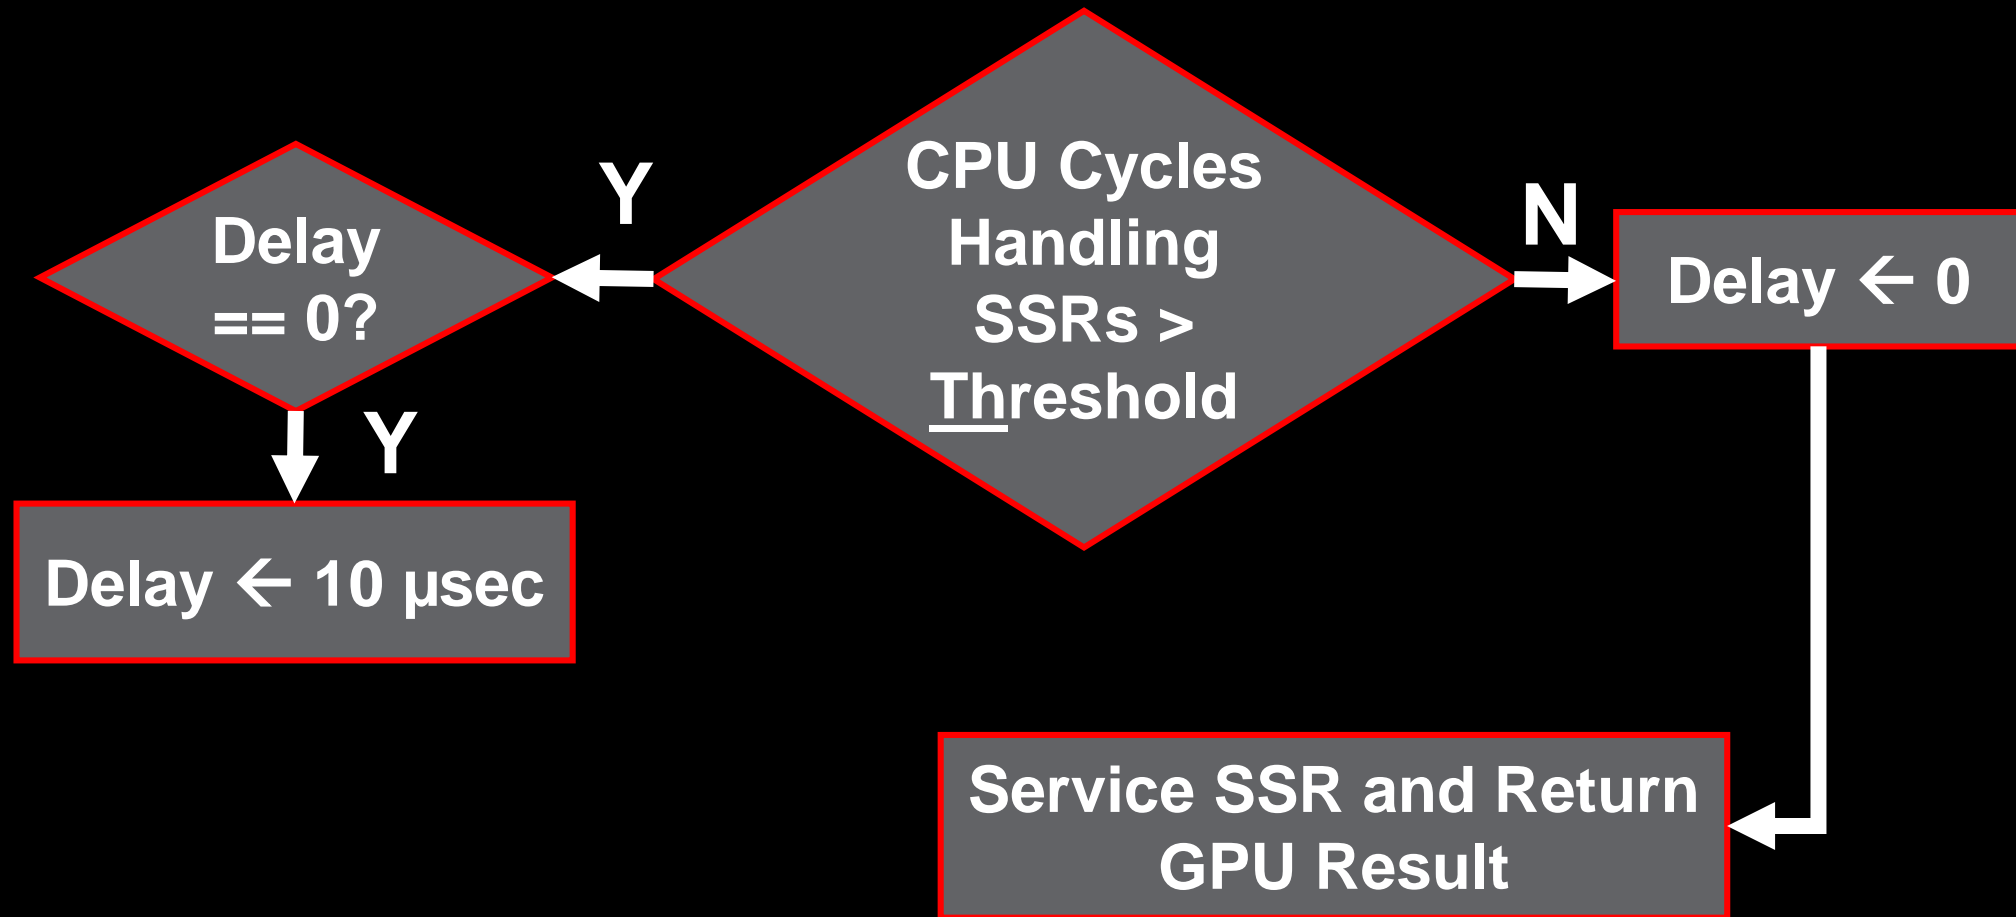 CPU Cycles
Handling
SSRs >
Threshold
Y
N
Delay
== 0?
Delay ← 0
Y
Delay ← 10 µsec
Service SSR and Return
GPU Result